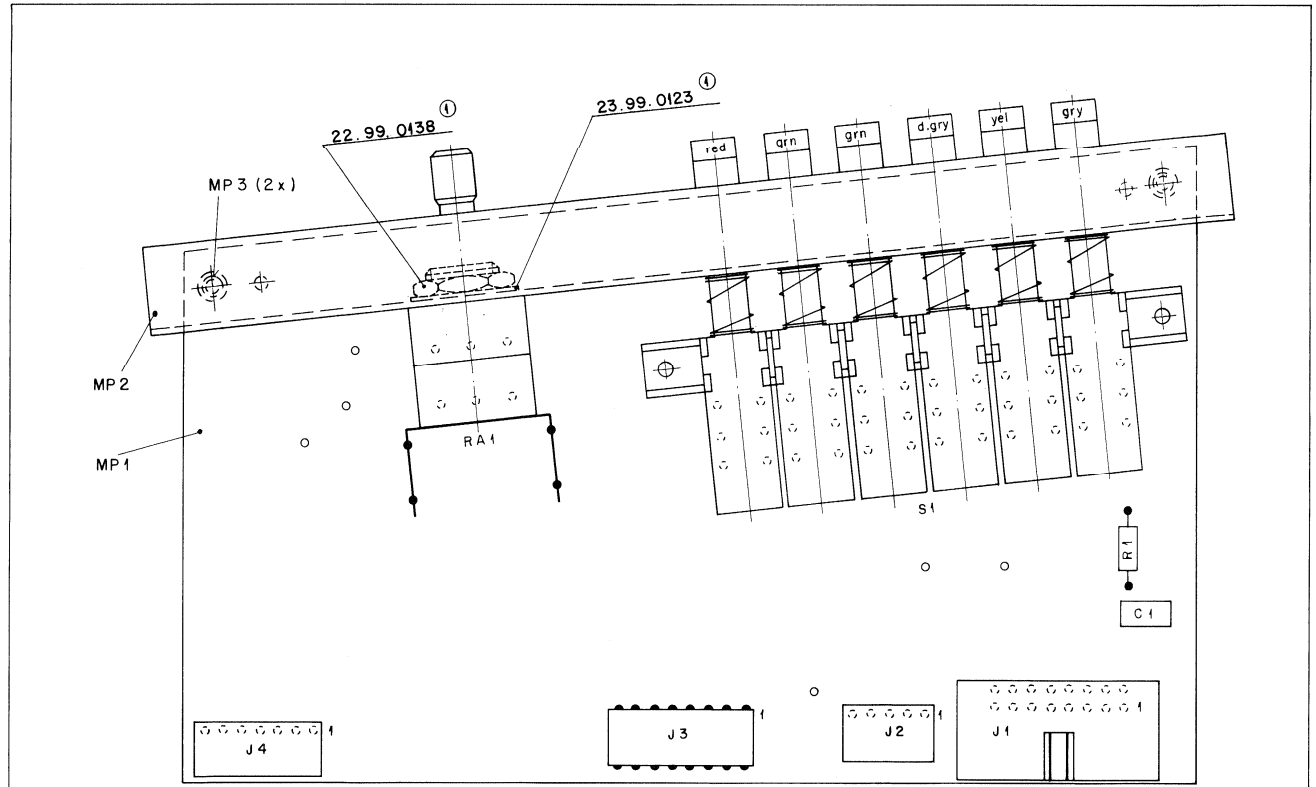 ①
22.99.0138
①
23.99.0123
red
grn
grn
d.gry
yel
gry
MP3 (2x)
MP2
MP1
RA1
S1
R1
C1
1
J4
1
J3
1
J2
1
J1